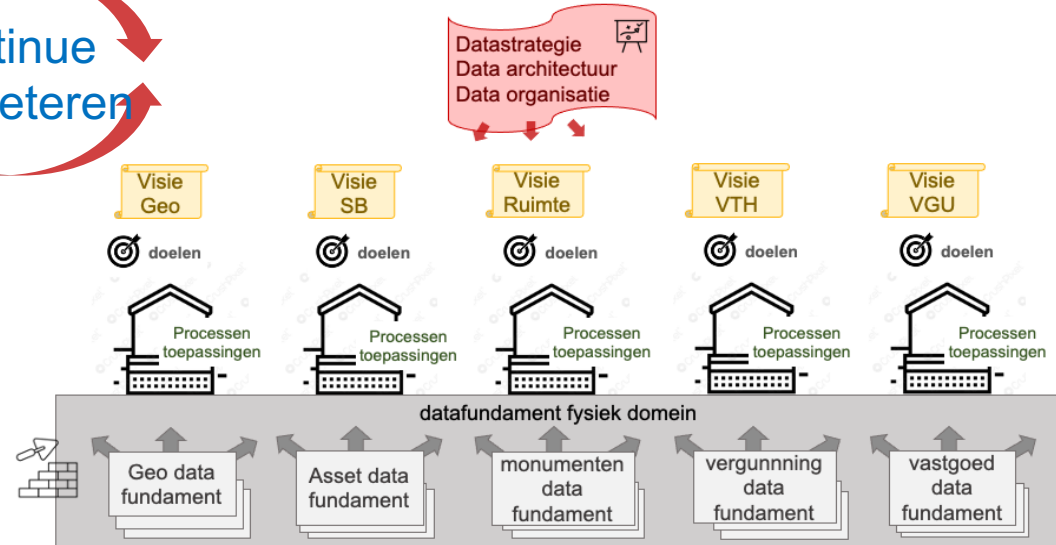 tinue
eteren
Datastrategie
Data architectuur
Data organisatie
Visie
Geo
Visie
SB
Visie
Ruimte
Visie
VTH
Visie
VGU
doelen
doelen
doelen
doelen
doelen
Processen
toepassingen
Processen
toepassingen
Processen
toepassingen
Processen
toepassingen
Processen
toepassingen
datafundament fysiek domein
Geo data
fundament
Asset data
fundament
monumenten
data
fundament
vergunnning
data
fundament
vastgoed
data
fundament